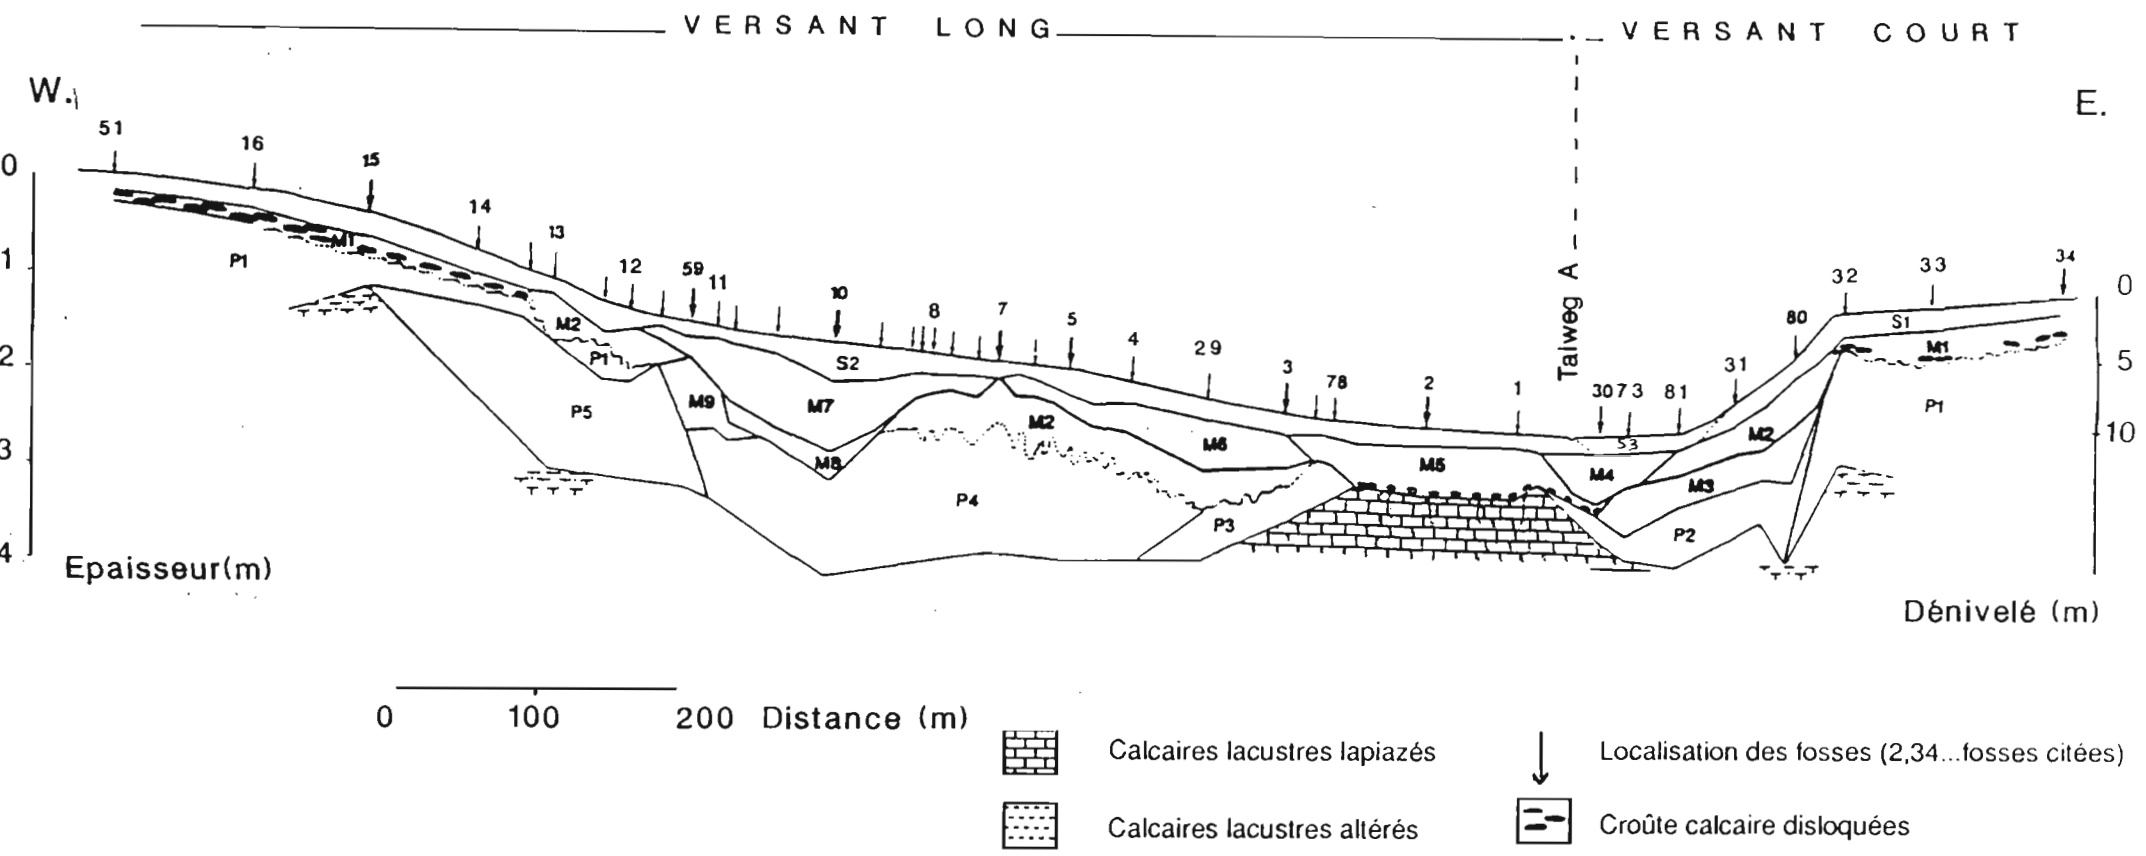 VERSANT LONG VERSANT COURT
W. E.
51 16 15 14 13 12 59 11 10 8 7 5 4 29 3 78 2 1 30 73 81 31 80 32 33 34
Talweg A
0
1
2
3
4
0
5
10
P1 M1 M2 P1 P5 M9 M8 M7 S2 P4 M2 M6 P3 M5 M4 S3 M3 M2 P2 S1 M1 P1
Epaisseur(m)
Dénivelé (m)
0 100 200 Distance (m)
Calcaires lacustres lapiazés
Localisation des fosses (2,34...fosses citées)
Calcaires lacustres altérés
Croûte calcaire disloquées